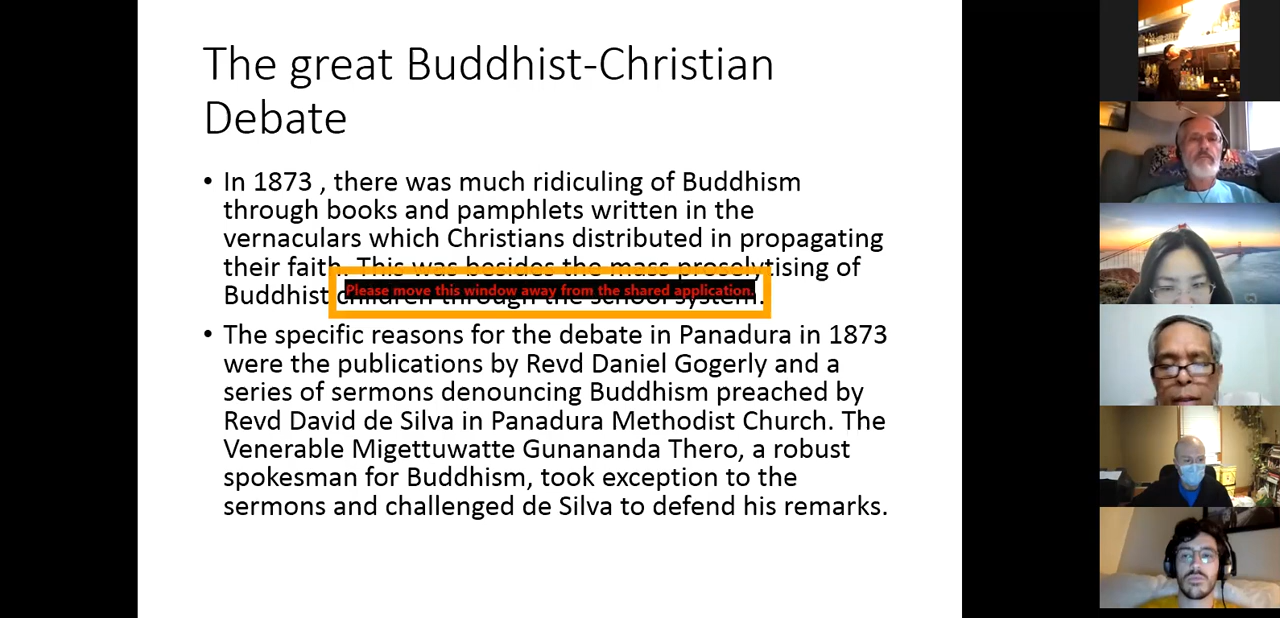 The great Buddhist-Christian
Debate
• In 1873 , there was much ridiculing of Buddhism
through books and pamphlets written in the
vernaculars which Christians distributed in propagating
their faith. This was besides the mass proselytising of
Buddhist children through the school system.
Please move this window away from the shared application.
• The specific reasons for the debate in Panadura in 1873
were the publications by Revd Daniel Gogerly and a
series of sermons denouncing Buddhism preached by
Revd David de Silva in Panadura Methodist Church. The
Venerable Migettuwatte Gunananda Thero, a robust
spokesman for Buddhism, took exception to the
sermons and challenged de Silva to defend his remarks.